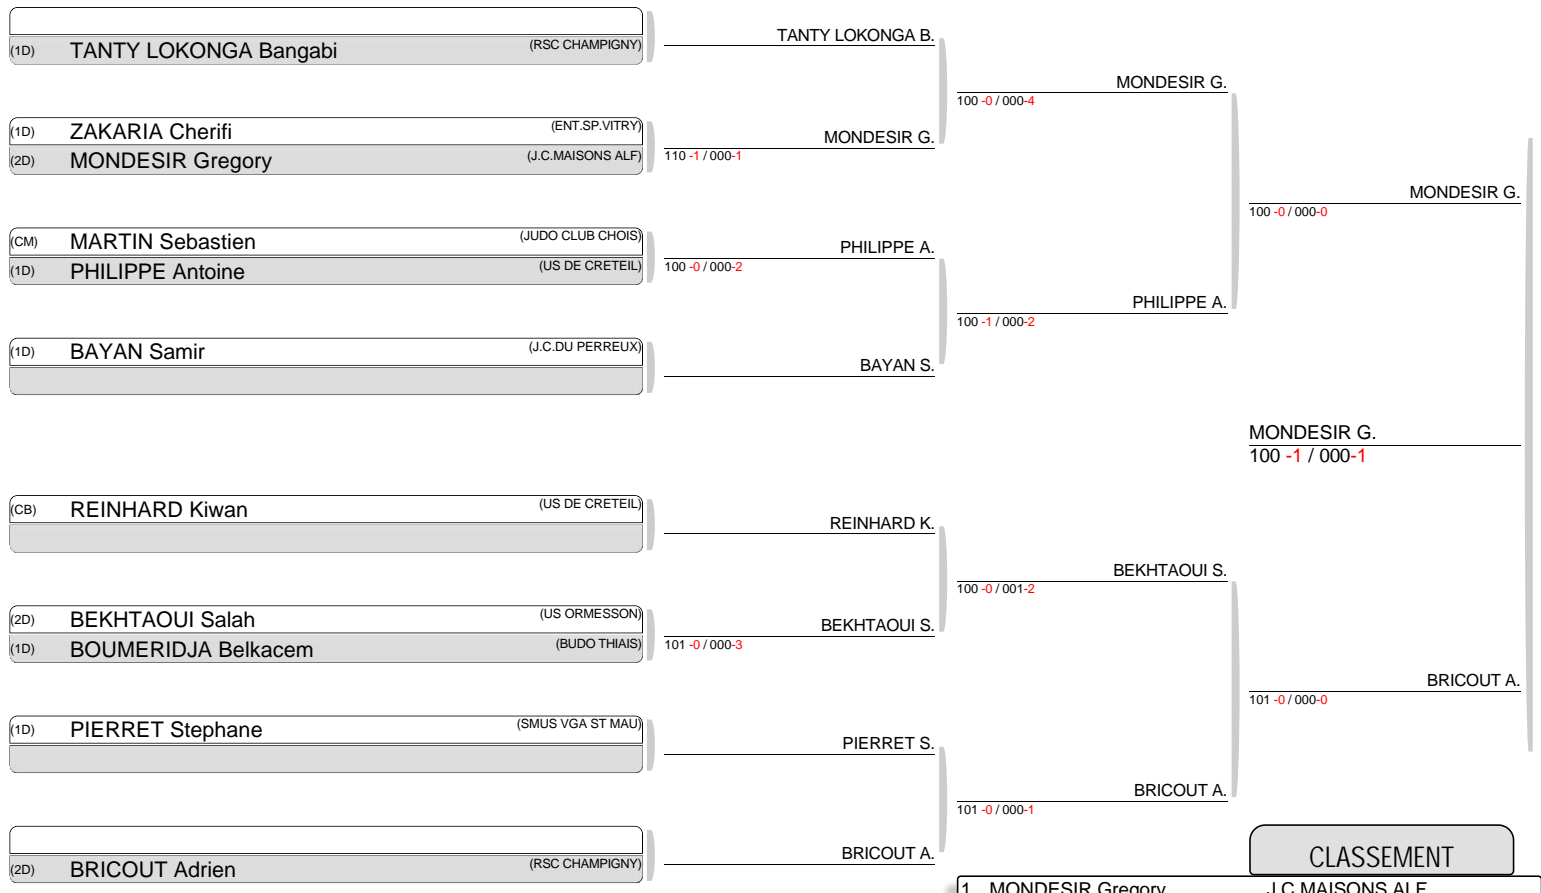 (1D) TANTY LOKONGA Bangabi (RSC CHAMPIGNY)
(1D) ZAKARIA Cherifi (ENT.SP.VITRY)
(2D) MONDESIR Gregory (J.C.MAISONS ALF)
(CM) MARTIN Sebastien (JUDO CLUB CHOIS)
(1D) PHILIPPE Antoine (US DE CRETEIL)
(1D) BAYAN Samir (J.C.DU PERREUX)
(CB) REINHARD Kiwan (US DE CRETEIL)
(2D) BEKHTAOUI Salah (US ORMESSON)
(1D) BOUMERIDJA Belkacem (BUDO THIAIS)
(1D) PIERRET Stephane (SMUS VGA ST MAU)
(2D) BRICOUT Adrien (RSC CHAMPIGNY)
TANTY LOKONGA B.
MONDESIR G.
110 -1 / 000-1
PHILIPPE A.
100 -0 / 000-2
BAYAN S.
REINHARD K.
BEKHTAOUI S.
101 -0 / 000-3
PIERRET S.
BRICOUT A.
MONDESIR G.
100 -0 / 000-4
PHILIPPE A.
100 -1 / 000-2
BEKHTAOUI S.
100 -0 / 001-2
BRICOUT A.
101 -0 / 000-1
MONDESIR G.
100 -0 / 000-0
MONDESIR G.
100 -1 / 000-1
BRICOUT A.
101 -0 / 000-0
CLASSEMENT
1 MONDESIR Gregory J.C.MAISONS ALF